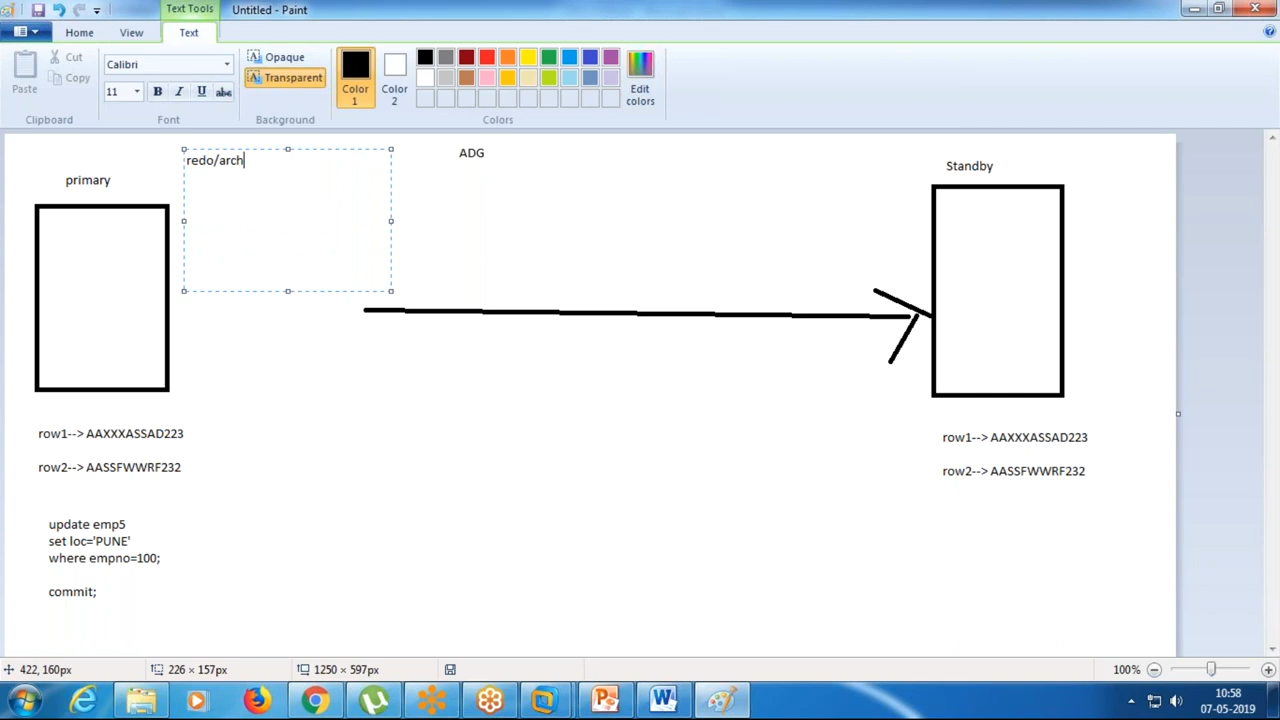 Text Tools
Untitled - Paint
Home
View
Text
Paste
Cut
Copy
Clipboard
Calibri
11
B I U abc
Font
Opaque
Transparent
Background
Color 1
Color 2
Edit colors
Colors
redo/arch
ADG
primary
Standby
row1--> AAXXXASSAD223
row2--> AASSFWWRF232
row1--> AAXXXASSAD223
row2--> AASSFWWRF232
update emp5
set loc='PUNE'
where empno=100;
commit;
422, 160px
226 × 157px
1250 × 597px
100%
10:58
07-05-2019